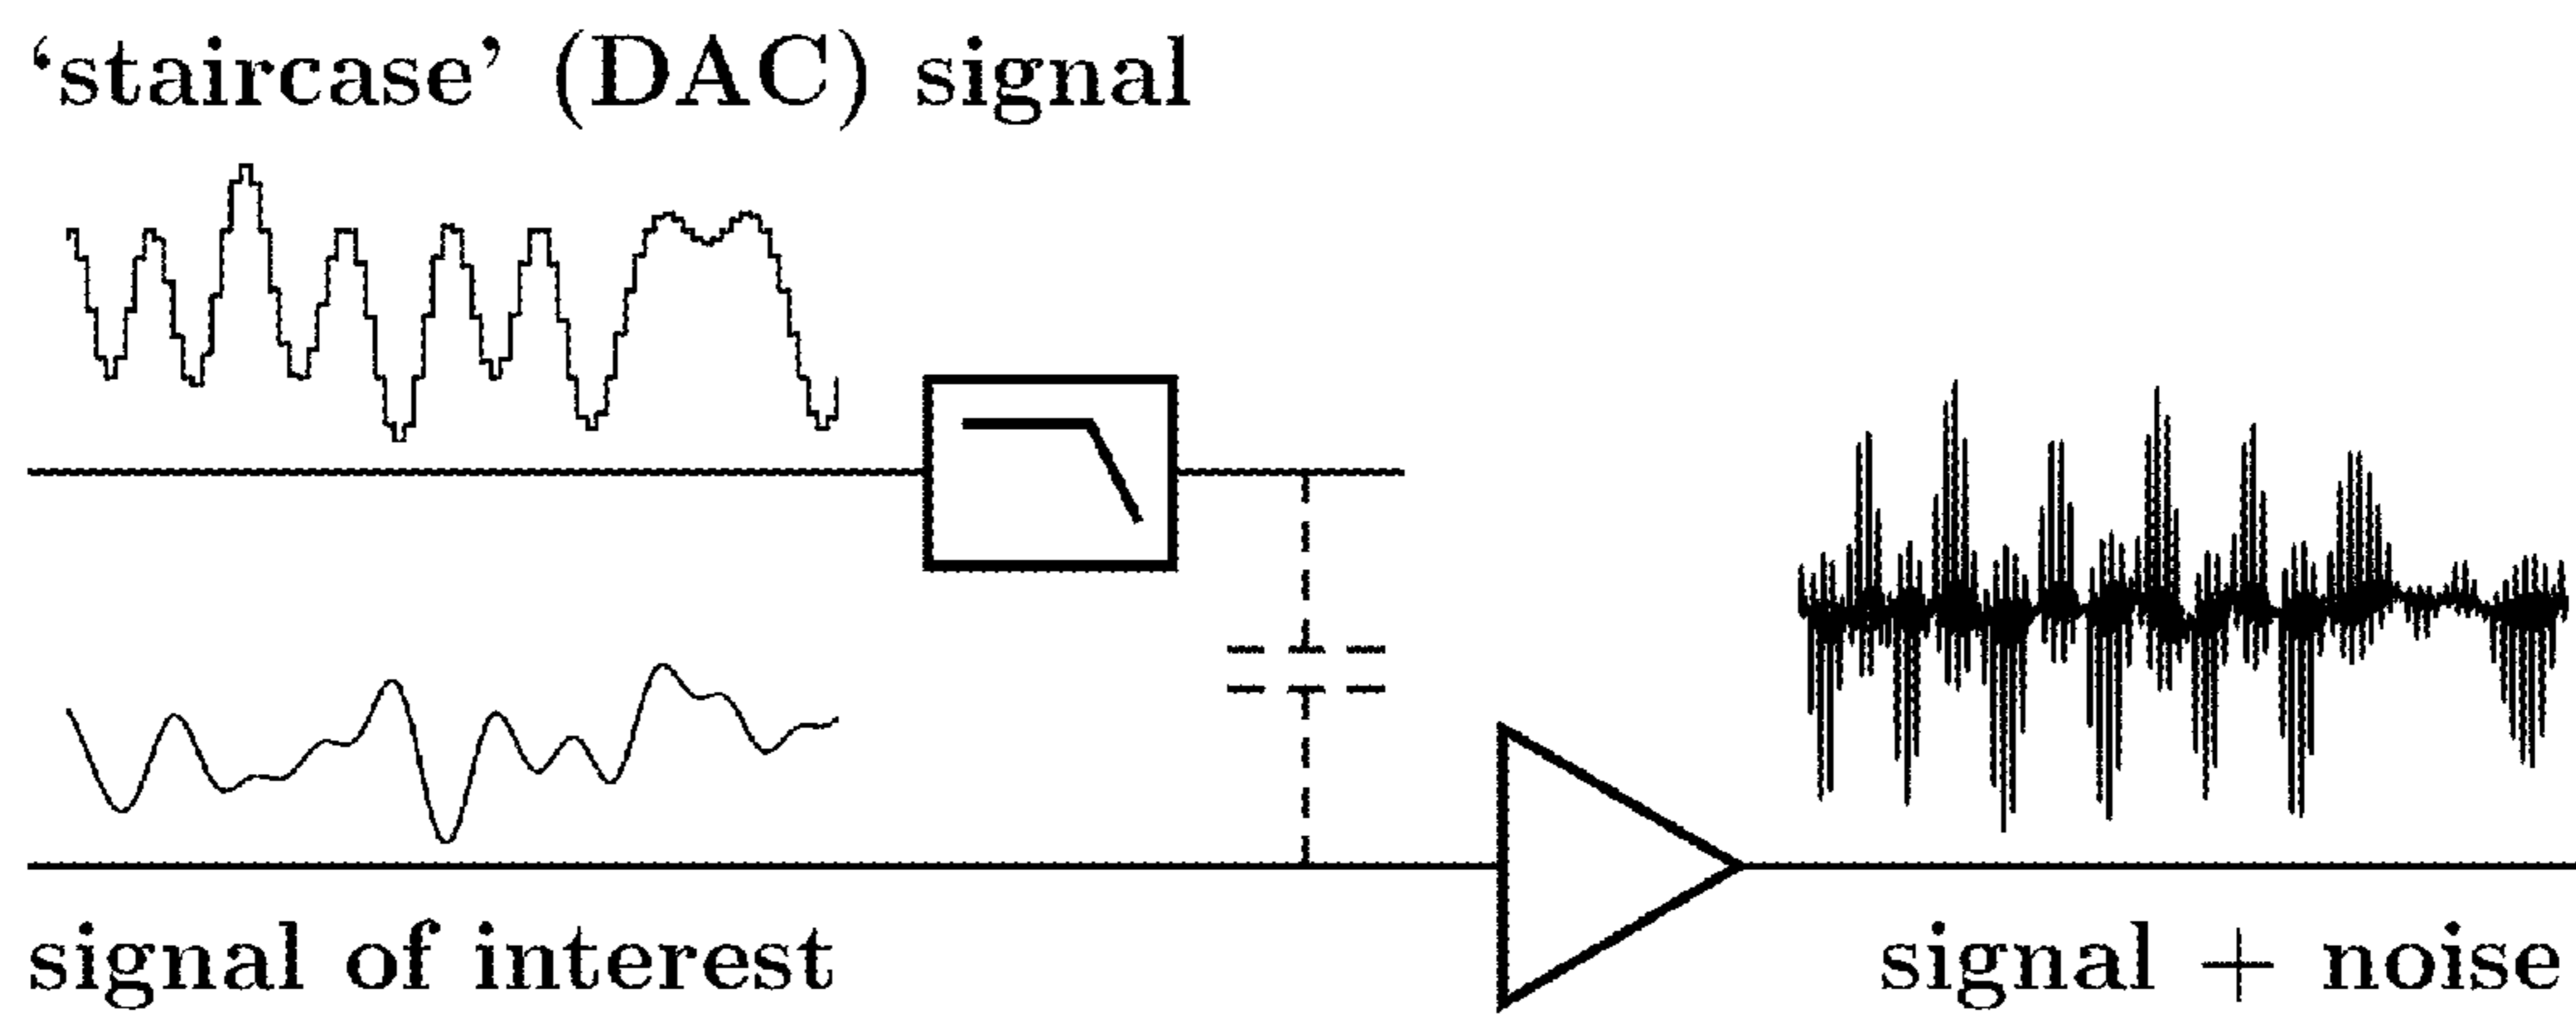 ‘staircase’ (DAC) signal
signal of interest
signal + noise